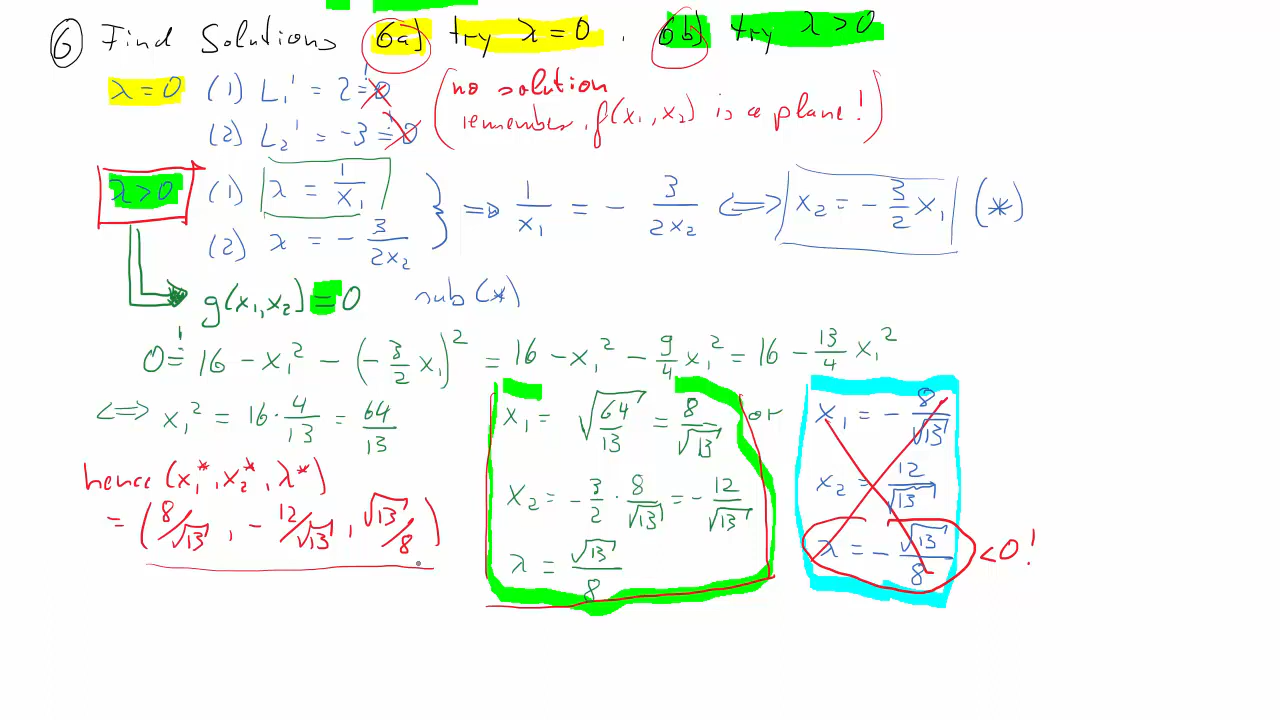 ⑥ Find Solutions 6a) try λ=0 . 6b) try λ>0
λ=0 (1) L₁' = 2 =! 0 (no solution
(2) L₂' = -3 =! 0 remember, f(x₁,x₂) is a plane!)
λ>0 (1) λ = 1/x₁
(2) λ = - 3/2x₂ } ⇒ 1/x₁ = - 3/2x₂ ⟺ x₂ = - 3/2 x₁ (*)
g(x₁,x₂) = 0 sub (*)
0 =! 16 - x₁² - (- 3/2 x₁)² = 16 - x₁² - 9/4 x₁² = 16 - 13/4 x₁²
⟺ x₁² = 16 · 4/13 = 64/13
x₁ = √(64/13) = 8/√13 or x₁ = - 8/√13
x₂ = - 3/2 · 8/√13 = - 12/√13 x₂ = 12/√13
λ = √13/8 λ = - √13/8 <0!
hence (x₁*, x₂*, λ*)
= (8/√13, - 12/√13, √13/8)